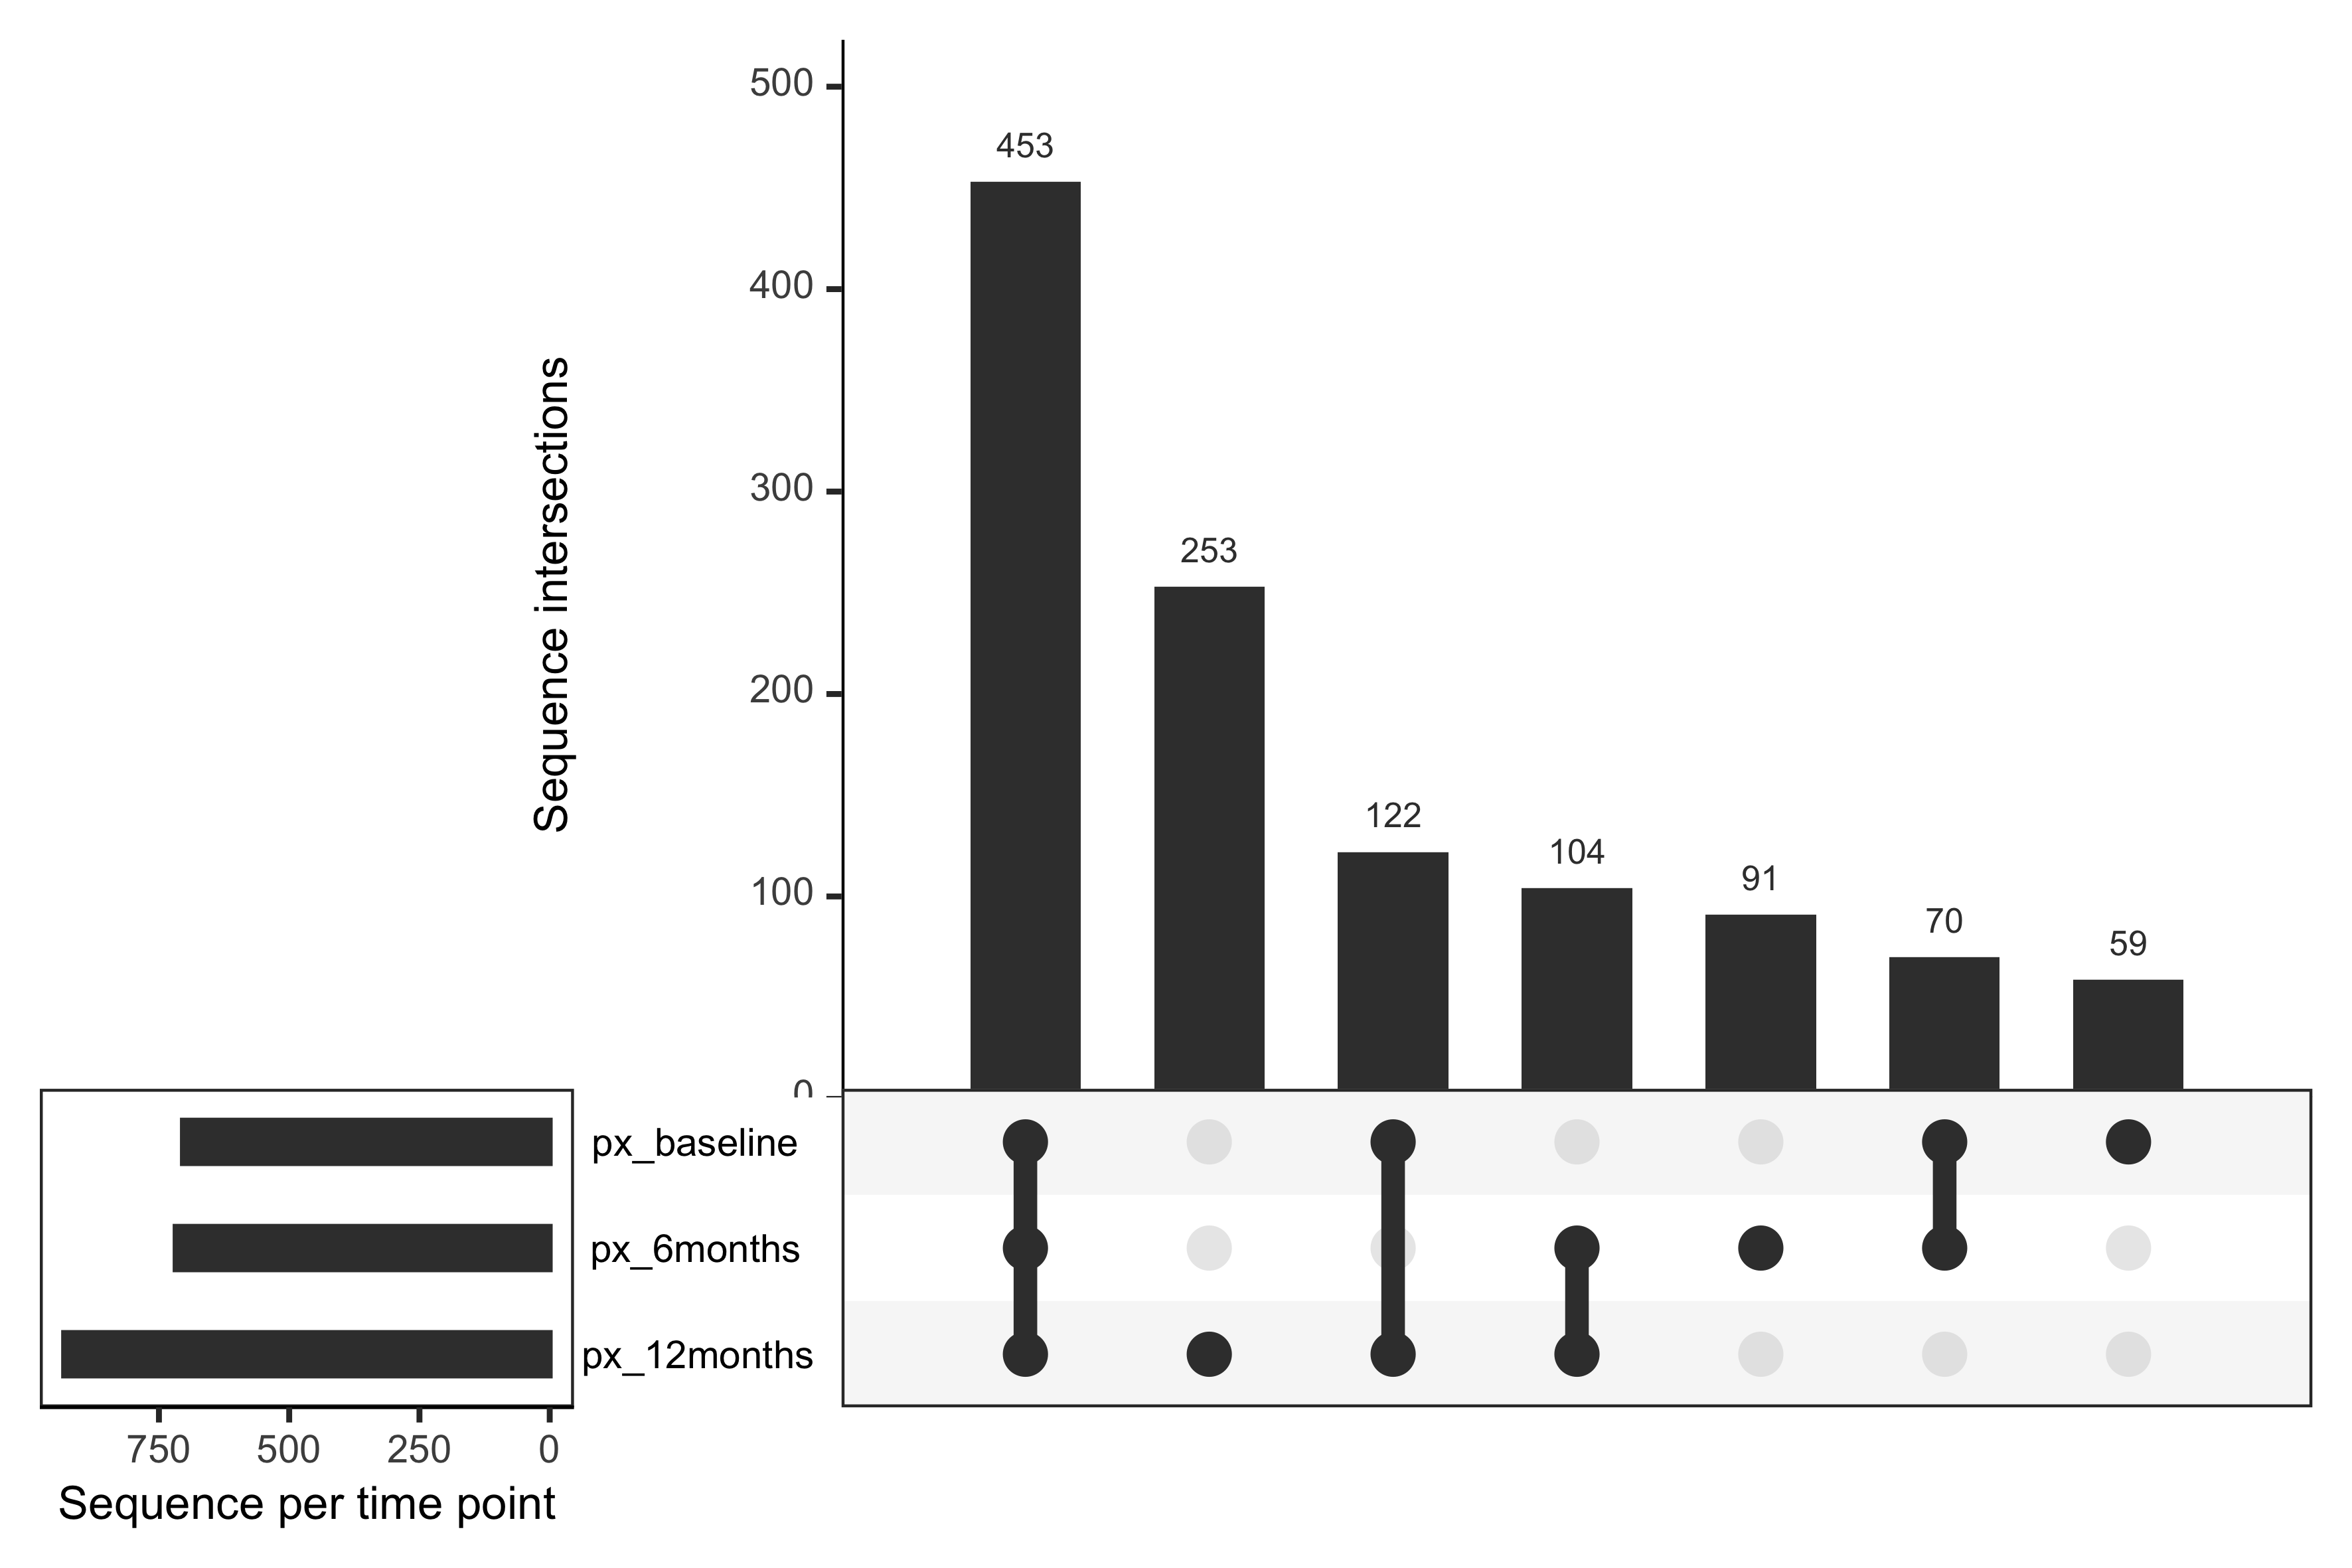 500
453
400
Sequence intersections
300
253
200
122
104
100
91
70
59
0
px_baseline
px_6months
px_12months
750 500 250 0
Sequence per time point